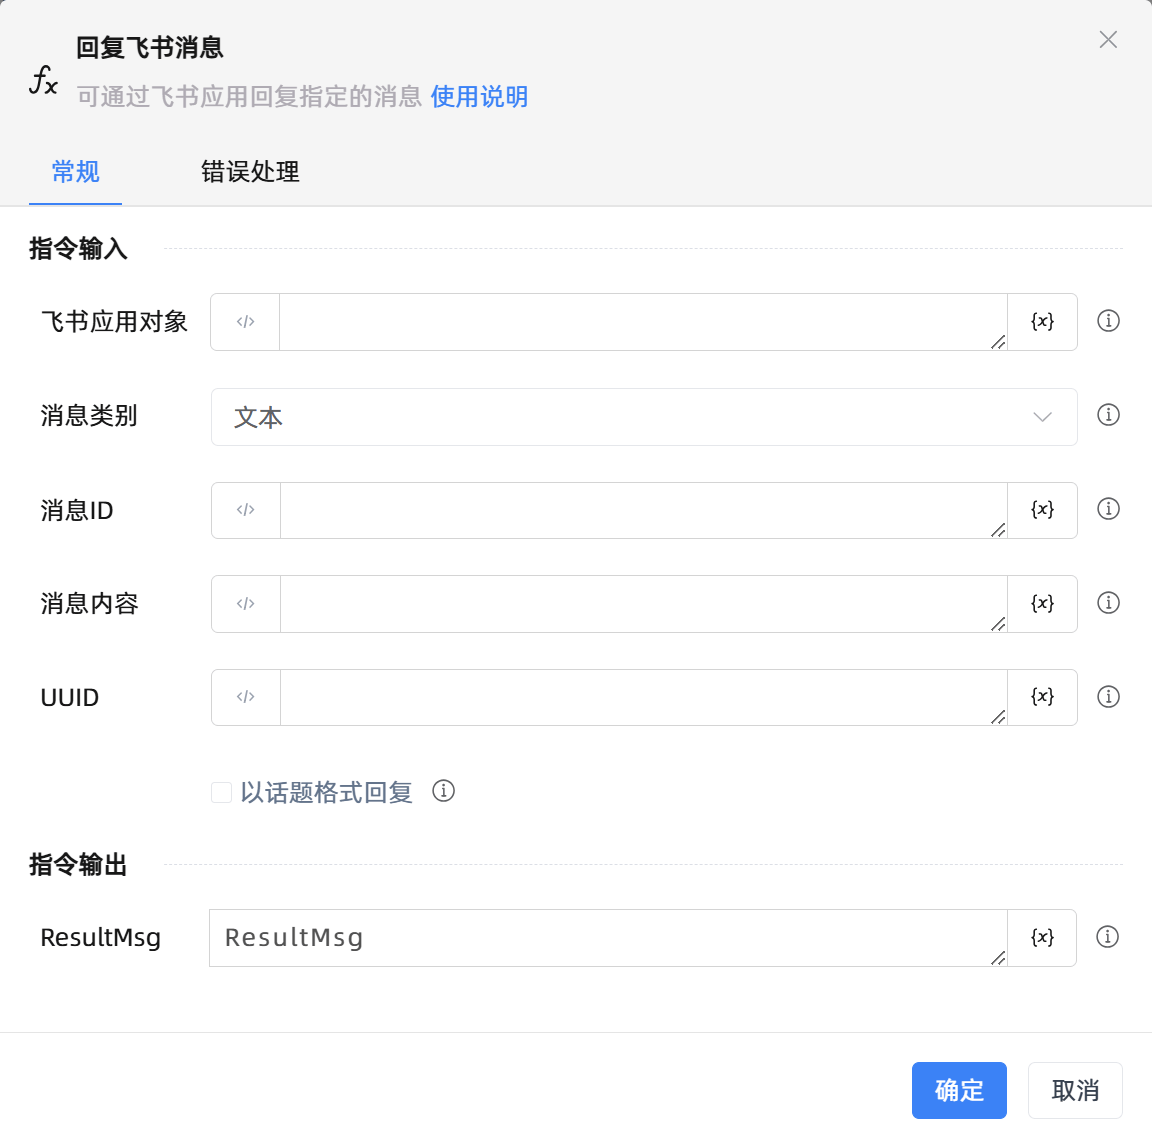 回复飞书消息
fx
可通过飞书应用回复指定的消息 使用说明
常规 错误处理
指令输入
飞书应用对象 </> {x}
消息类别 文本
消息ID </> {x}
消息内容 </> {x}
UUID </> {x}
以话题格式回复
指令输出
ResultMsg ResultMsg {x}
确定 取消